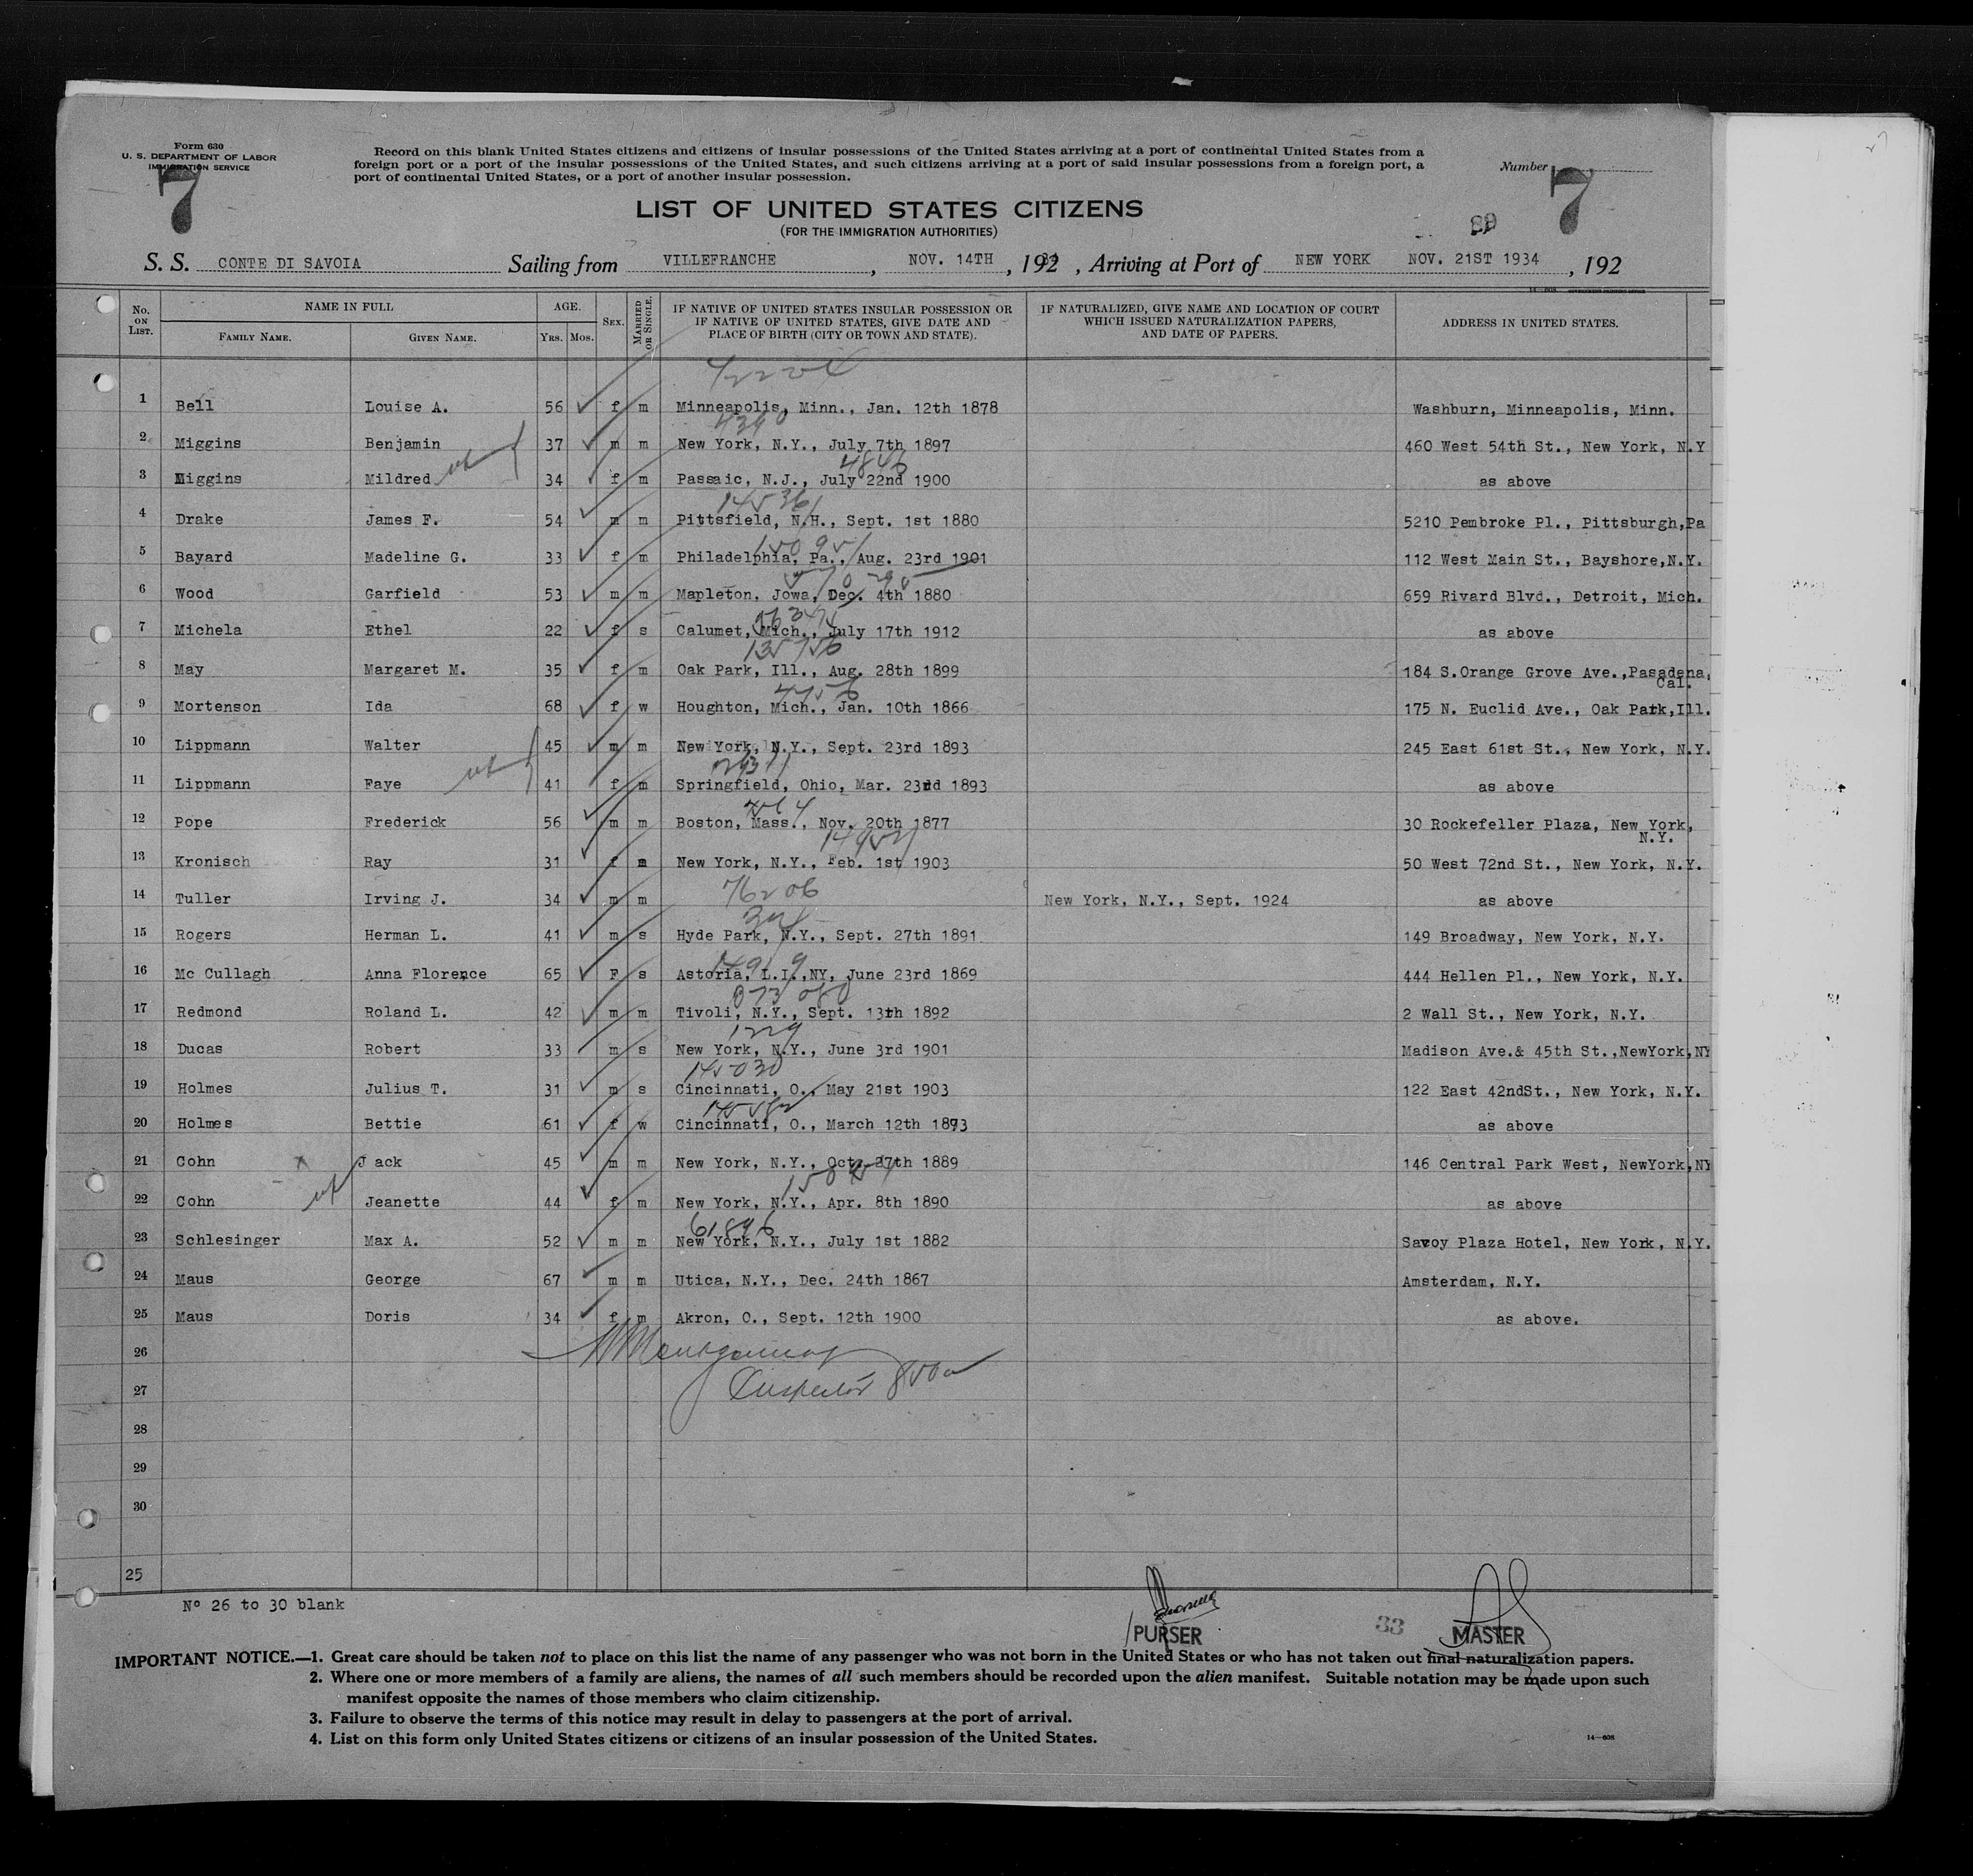 Form 630
U. S. DEPARTMENT OF LABOR
IMMIGRATION SERVICE
Record on this blank United States citizens and citizens of insular possessions of the United States arriving at a port of continental United States from a
foreign port or a port of the insular possessions of the United States, and such citizens arriving at a port of said insular possessions from a foreign port, a
port of continental United States, or a port of another insular possession.
Number
7
7
LIST OF UNITED STATES CITIZENS
(FOR THE IMMIGRATION AUTHORITIES)
S. S. CONTE DI SAVOIA Sailing from VILLEFRANCHE, NOV. 14TH, 192 , Arriving at Port of NEW YORK NOV. 21ST 1934, 192
No. ON LIST. NAME IN FULL AGE. SEX. MARRIED OR SINGLE. IF NATIVE OF UNITED STATES INSULAR POSSESSION OR IF NATIVE OF UNITED STATES, GIVE DATE AND PLACE OF BIRTH (CITY OR TOWN AND STATE). IF NATURALIZED, GIVE NAME AND LOCATION OF COURT WHICH ISSUED NATURALIZATION PAPERS, AND DATE OF PAPERS. ADDRESS IN UNITED STATES.
FAMILY NAME. GIVEN NAME. YRS. MOS.
1 Bell Louise A. 56 f m Minneapolis, Minn., Jan. 12th 1878 Washburn, Minneapolis, Minn.
2 Miggins Benjamin 37 m m New York, N.Y., July 7th 1897 460 West 54th St., New York, N.Y
3 Miggins Mildred 34 f m Passaic, N.J., July 22nd 1900 as above
4 Drake James F. 54 m m Pittsfield, N.H., Sept. 1st 1880 5210 Pembroke Pl., Pittsburgh,Pa
5 Bayard Madeline G. 33 f m Philadelphia, Pa., Aug. 23rd 1901 112 West Main St., Bayshore,N.Y.
6 Wood Garfield 53 m m Mapleton, Jowa, Dec. 4th 1880 659 Rivard Blvd., Detroit, Mich.
7 Michela Ethel 22 f s Calumet, Mich., July 17th 1912 as above
8 May Margaret M. 35 f m Oak Park, Ill., Aug. 28th 1899 184 S.Orange Grove Ave.,Pasadena,
Cal.
9 Mortenson Ida 68 f w Houghton, Mich., Jan. 10th 1866 175 N. Euclid Ave., Oak Park,Ill.
10 Lippmann Walter 45 m m New York, N.Y., Sept. 23rd 1893 245 East 61st St., New York, N.Y.
11 Lippmann Faye 41 f m Springfield, Ohio, Mar. 23rd 1893 as above
12 Pope Frederick 56 m m Boston, Mass., Nov. 20th 1877 30 Rockefeller Plaza, New York,
N.Y.
13 Kronisch Ray 31 f m New York, N.Y., Feb. 1st 1903 50 West 72nd St., New York, N.Y.
14 Tuller Irving J. 34 m m New York, N.Y., Sept. 1924 as above
15 Rogers Herman L. 41 m s Hyde Park, N.Y., Sept. 27th 1891 149 Broadway, New York, N.Y.
16 Mc Cullagh Anna Florence 65 F s Astoria, L.I.,NY, June 23rd 1869 444 Hellen Pl., New York, N.Y.
17 Redmond Roland L. 42 m m Tivoli, N.Y., Sept. 13th 1892 2 Wall St., New York, N.Y.
18 Ducas Robert 33 m s New York, N.Y., June 3rd 1901 Madison Ave.& 45th St.,NewYork,NY
19 Holmes Julius T. 31 m s Cincinnati, O., May 21st 1903 122 East 42ndSt., New York, N.Y.
20 Holmes Bettie 61 f w Cincinnati, O., March 12th 1873 as above
21 Cohn Jack 45 m m New York, N.Y., Oct. 27th 1889 146 Central Park West, NewYork,NY
22 Cohn Jeanette 44 f m New York, N.Y., Apr. 8th 1890 as above
23 Schlesinger Max A. 52 m m New York, N.Y., July 1st 1882 Savoy Plaza Hotel, New York, N.Y.
24 Maus George 67 m m Utica, N.Y., Dec. 24th 1867 Amsterdam, N.Y.
25 Maus Doris 34 f m Akron, O., Sept. 12th 1900 as above.
26
27 Inspector
28
29
30
25
Nº 26 to 30 blank
PURSER
33
MASTER
IMPORTANT NOTICE.—1. Great care should be taken not to place on this list the name of any passenger who was not born in the United States or who has not taken out final naturalization papers.
2. Where one or more members of a family are aliens, the names of all such members should be recorded upon the alien manifest. Suitable notation may be made upon such
manifest opposite the names of those members who claim citizenship.
3. Failure to observe the terms of this notice may result in delay to passengers at the port of arrival.
4. List on this form only United States citizens or citizens of an insular possession of the United States.
14—608